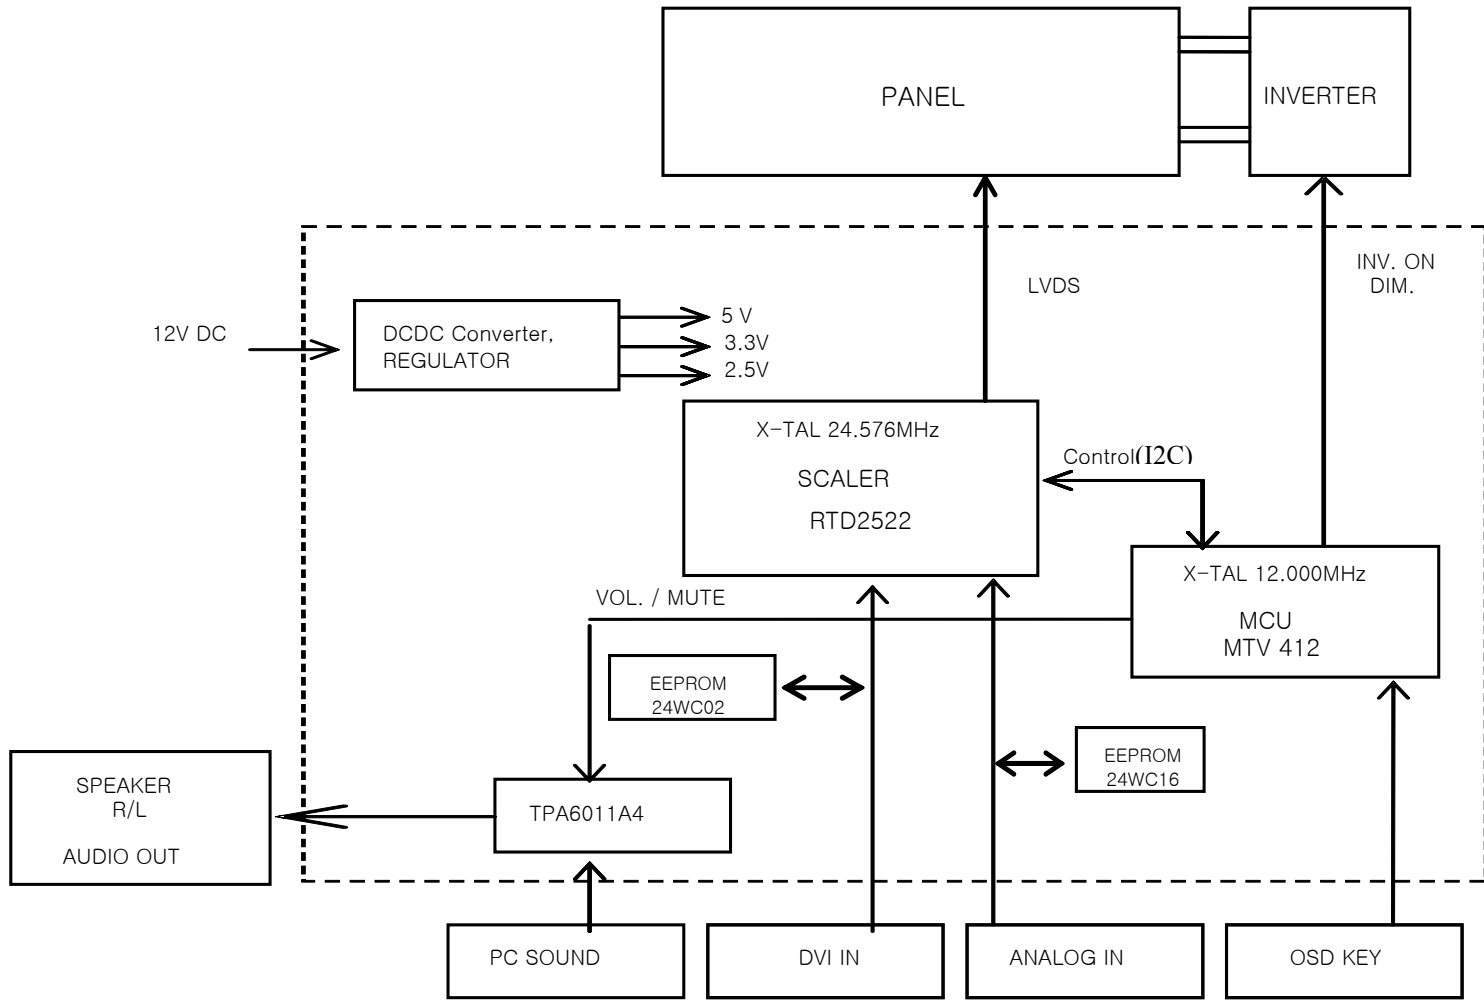 PANEL
INVERTER
INV. ON
DIM.
LVDS
12V DC
DCDC Converter,
REGULATOR
5 V
3.3V
2.5V
X-TAL 24.576MHz
SCALER
RTD2522
Control(I2C)
X-TAL 12.000MHz
MCU
MTV 412
VOL. / MUTE
EEPROM
24WC02
EEPROM
24WC16
SPEAKER
R/L
AUDIO OUT
TPA6011A4
PC SOUND
DVI IN
ANALOG IN
OSD KEY